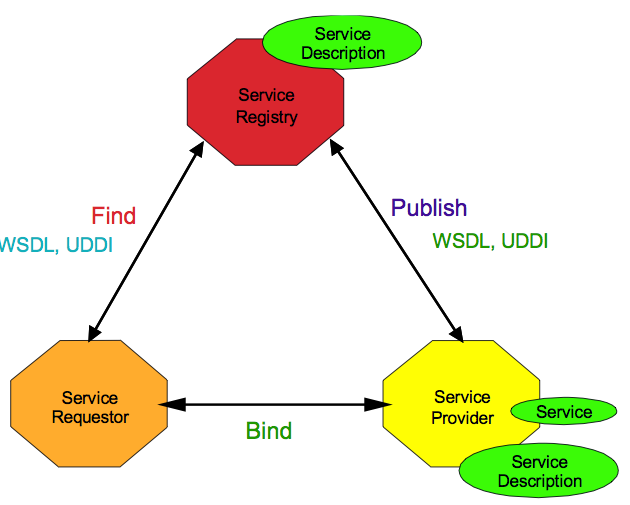 Service
Description
Service
Registry
Find
WSDL, UDDI
Publish
WSDL, UDDI
Service
Requestor
Bind
Service
Provider
Service
Service
Description